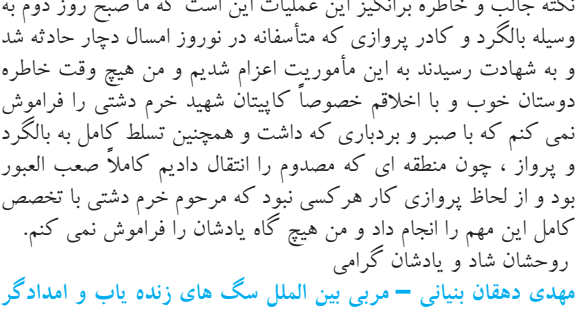 نکته جالب و خاطره برانگیز این عملیات این است که ما صبح روز دوم به
وسیله بالگرد و کادر پروازی که متأسفانه در نوروز امسال دچار حادثه شد
و به شهادت رسیدند به این مأموریت اعزام شدیم و من هیچ وقت خاطره
دوستان خوب و با اخلاقم خصوصاً کاپیتان شهید خرم دشتی را فراموش
نمی کنم که با صبر و بردباری که داشت و همچنین تسلط کامل به بالگرد
و پرواز ، چون منطقه ای که مصدوم را انتقال دادیم کاملاً صعب العبور
بود و از لحاظ پروازی کار هرکسی نبود که مرحوم خرم دشتی با تخصص
کامل این مهم را انجام داد و من هیچ گاه یادشان را فراموش نمی کنم.
روحشان شاد و یادشان گرامی
مهدی دهقان بنیانی – مربی بین الملل سگ های زنده یاب و امدادگر